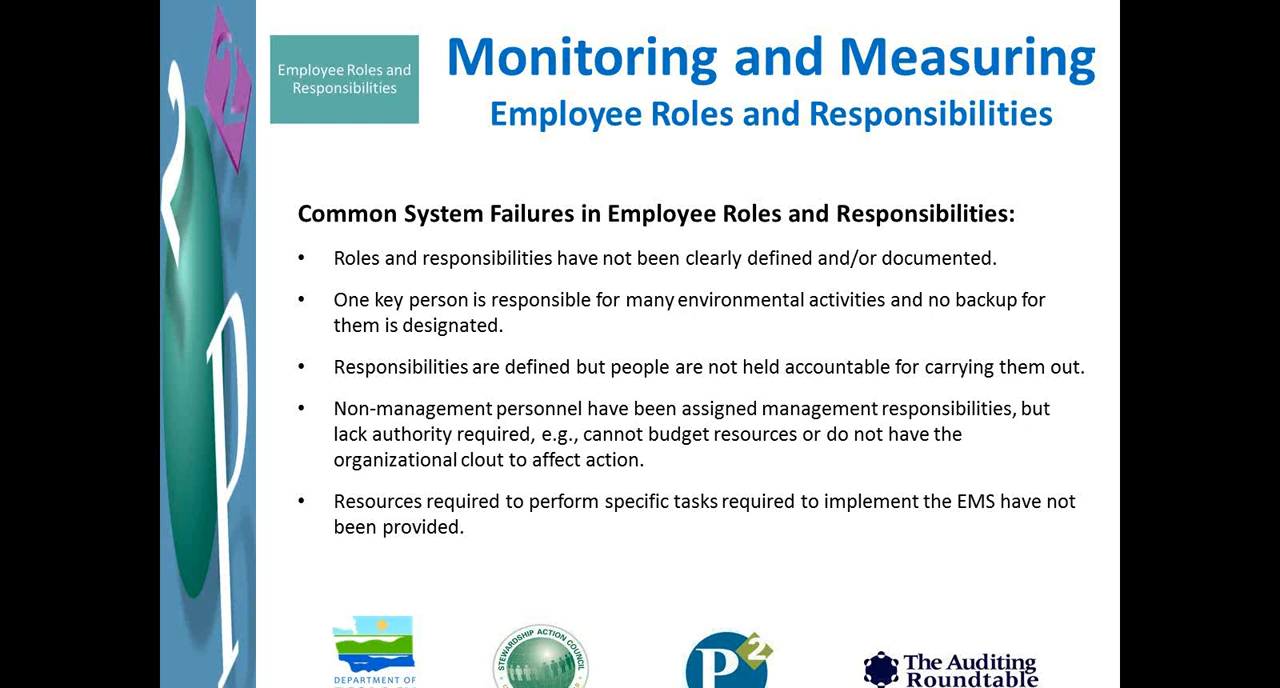 Employee Roles and
Responsibilities
Monitoring and Measuring
Employee Roles and Responsibilities
Common System Failures in Employee Roles and Responsibilities:
• Roles and responsibilities have not been clearly defined and/or documented.
• One key person is responsible for many environmental activities and no backup for
them is designated.
• Responsibilities are defined but people are not held accountable for carrying them out.
• Non-management personnel have been assigned management responsibilities, but
lack authority required, e.g., cannot budget resources or do not have the
organizational clout to affect action.
• Resources required to perform specific tasks required to implement the EMS have not
been provided.
2
P
2
DEPARTMENT OF
STEWARDSHIP ACTION COUNCIL
P2
The Auditing
Roundtable